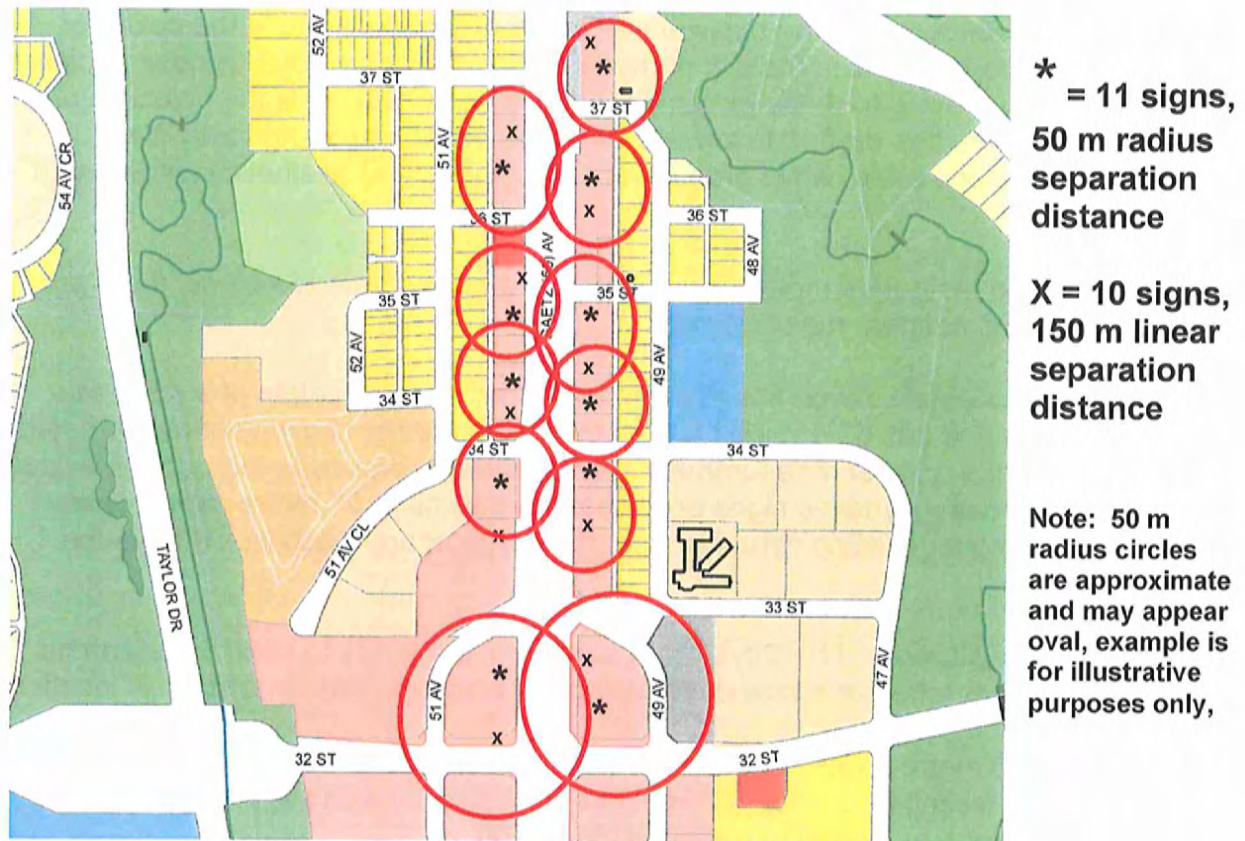 52 AV
37 ST
X
*
37 ST
54 AV CR
51 AV
X
*
*
X
36 ST
36 ST
48 AV
GAETZ (50) AV
35 ST
X
*
35 ST
*
52 AV
49 AV
*
X
X
*
34 ST
34 ST
34 ST
*
*
X
X
51 AV CL
TAYLOR DR
33 ST
51 AV
*
X
X
*
49 AV
47 AV
32 ST
32 ST
*
= 11 signs,
50 m radius
separation
distance
X = 10 signs,
150 m linear
separation
distance
Note: 50 m
radius circles
are approximate
and may appear
oval, example is
for illustrative
purposes only,